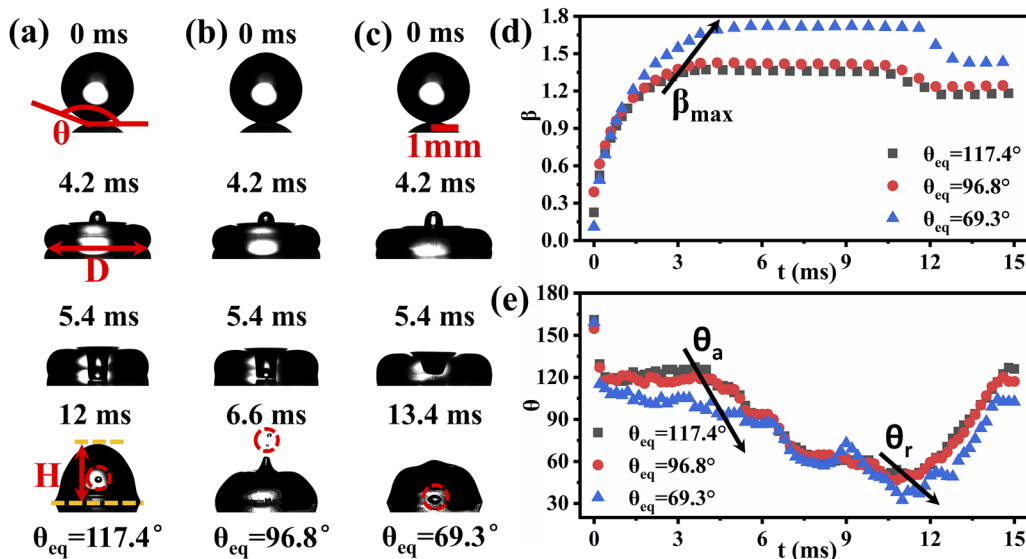 (a)
0 ms
θ
4.2 ms
D
5.4 ms
12 ms
H
θeq=117.4°
(b)
0 ms
4.2 ms
5.4 ms
6.6 ms
θeq=96.8°
(c)
0 ms
1mm
4.2 ms
5.4 ms
13.4 ms
θeq=69.3°
(d)
1.8
1.5
1.2
0.9
0.6
0.3
0.0
β
βmax
θeq=117.4°
θeq=96.8°
θeq=69.3°
0 3 6 9 12 15
t (ms)
(e)
180
150
120
90
60
30
θ
θa
θr
θeq=117.4°
θeq=96.8°
θeq=69.3°
0 3 6 9 12 15
t (ms)